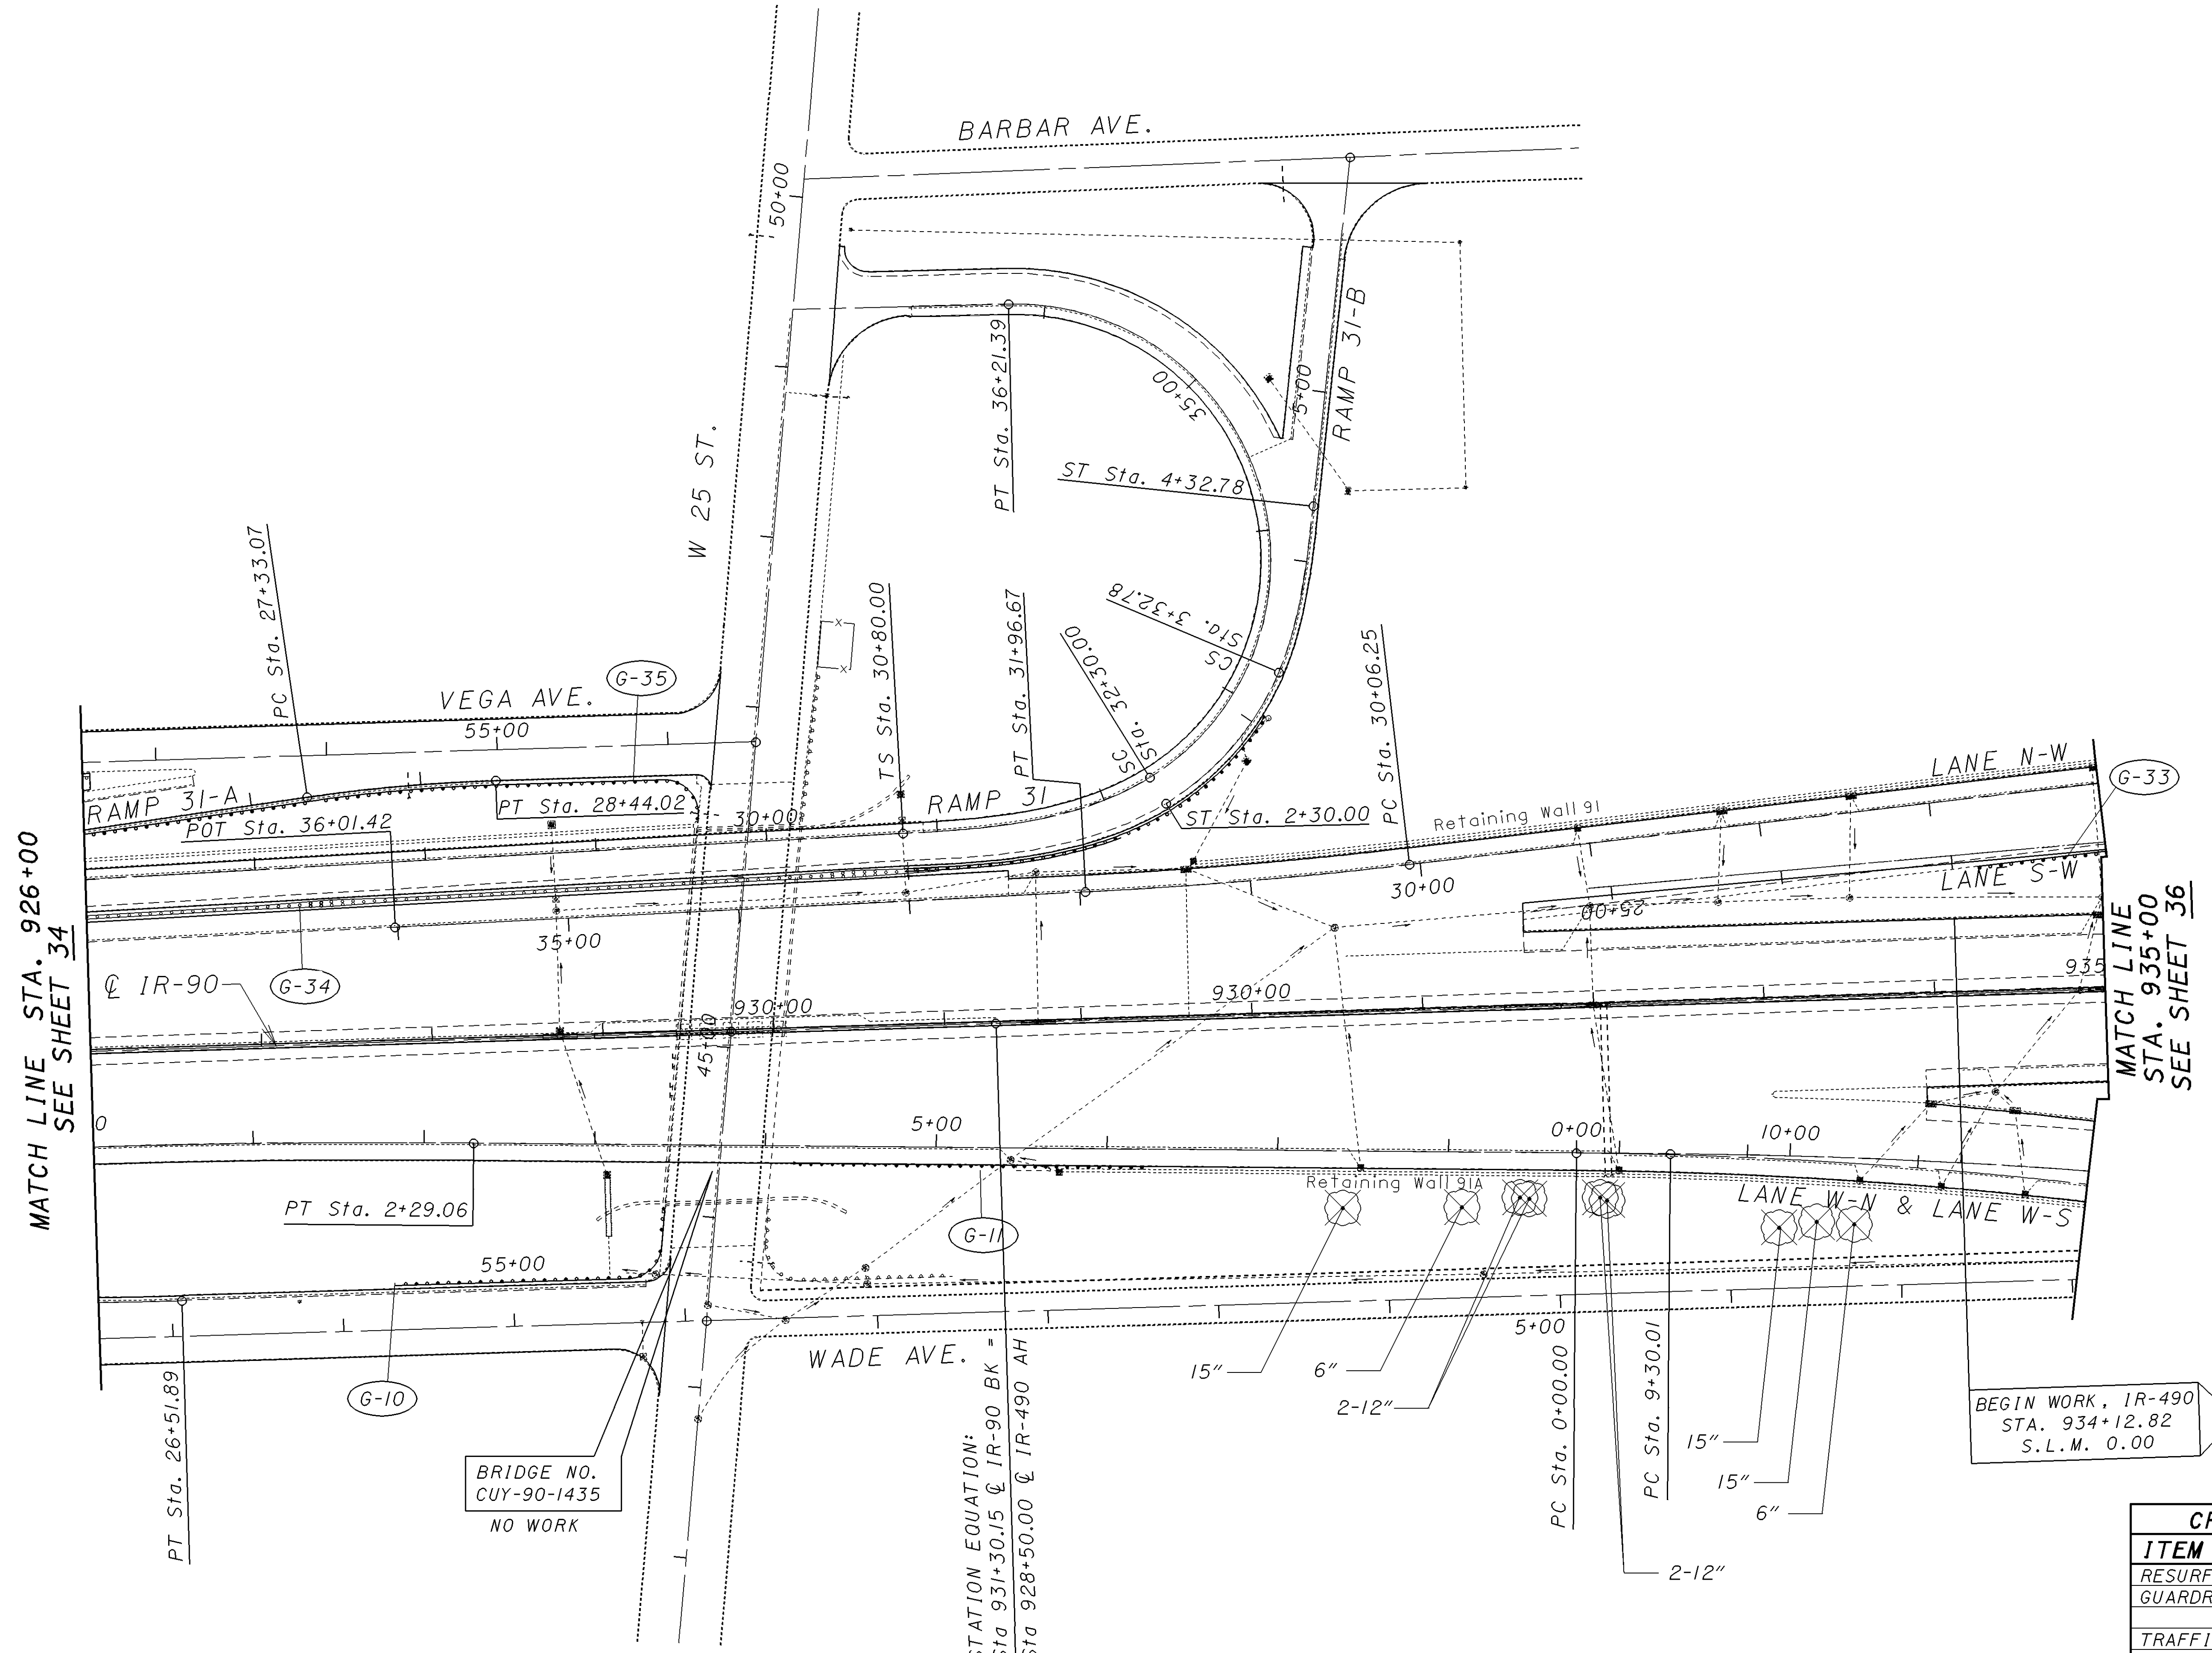 BARBAR AVE.
50+00
W 25 ST.
PT Sta. 36+21.39
35+00
RAMP 31-B
5+00
ST Sta. 4+32.78
CS
Sta. 3+32.78
SC
Sta. 32+30.00
PT Sta. 31+96.67
TS Sta. 30+80.00
PC Sta. 30+06.25
PC Sta. 27+33.07
G-35
VEGA AVE.
55+00
RAMP 31-A
POT Sta. 36+01.42
PT Sta. 28+44.02
30+00
RAMP 31
ST Sta. 2+30.00
Retaining Wall 91
LANE N-W
G-33
LANE S-W
30+00
25+00
35+00
MATCH LINE STA. 926+00
SEE SHEET 34
℄ IR-90
G-34
930+00
930+00
935
MATCH LINE
STA. 935+00
SEE SHEET 36
45+00
0
5+00
0+00
10+00
PT Sta. 2+29.06
Retaining Wall 91A
LANE W-N & LANE W-S
G-11
55+00
x
x
WADE AVE.
5+00
G-10
PT Sta. 26+51.89
BRIDGE NO.
CUY-90-1435
NO WORK
STATION EQUATION:
Sta 931+30.15 ℄ IR-90 BK =
Sta 928+50.00 ℄ IR-490 AH
15"
6"
2-12"
PC Sta. 0+00.00
PC Sta. 9+30.01
15"
15"
6"
2-12"
BEGIN WORK, IR-490
STA. 934+12.82
S.L.M. 0.00
ITEM